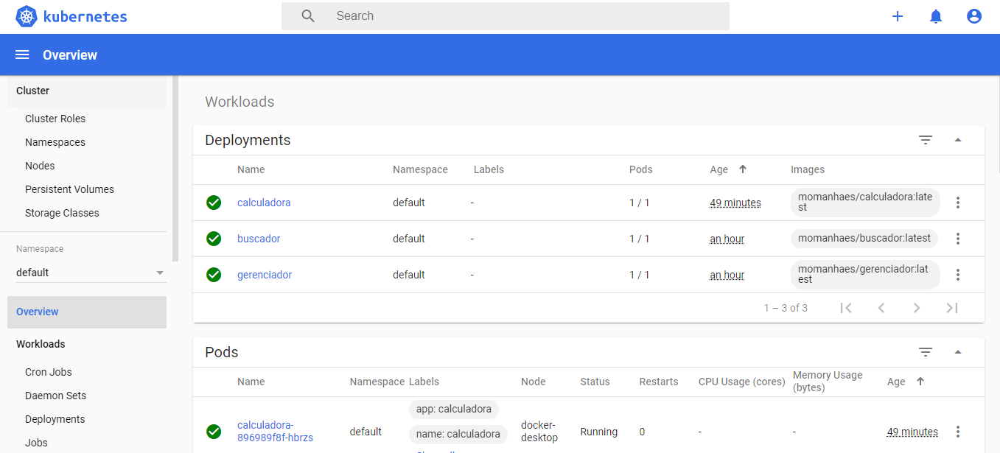 kubernetes
Search
Overview
Cluster
Cluster Roles
Namespaces
Nodes
Persistent Volumes
Storage Classes
Namespace
default
Overview
Workloads
Cron Jobs
Daemon Sets
Deployments
Jobs
Workloads
Deployments
Name Namespace Labels Pods Age Images
calculadora default - 1 / 1 49 minutes momanhaes/calculadora:late
st
buscador default - 1 / 1 an hour momanhaes/buscador:latest
gerenciador default - 1 / 1 an hour momanhaes/gerenciador:lat
est
1 – 3 of 3
Pods
Name Namespace Labels Node Status Restarts CPU Usage (cores) Memory Usage
(bytes) Age
app: calculadora
calculadora-
896989f8f-hbrzs default name: calculadora docker-
desktop Running 0 - - 49 minutes